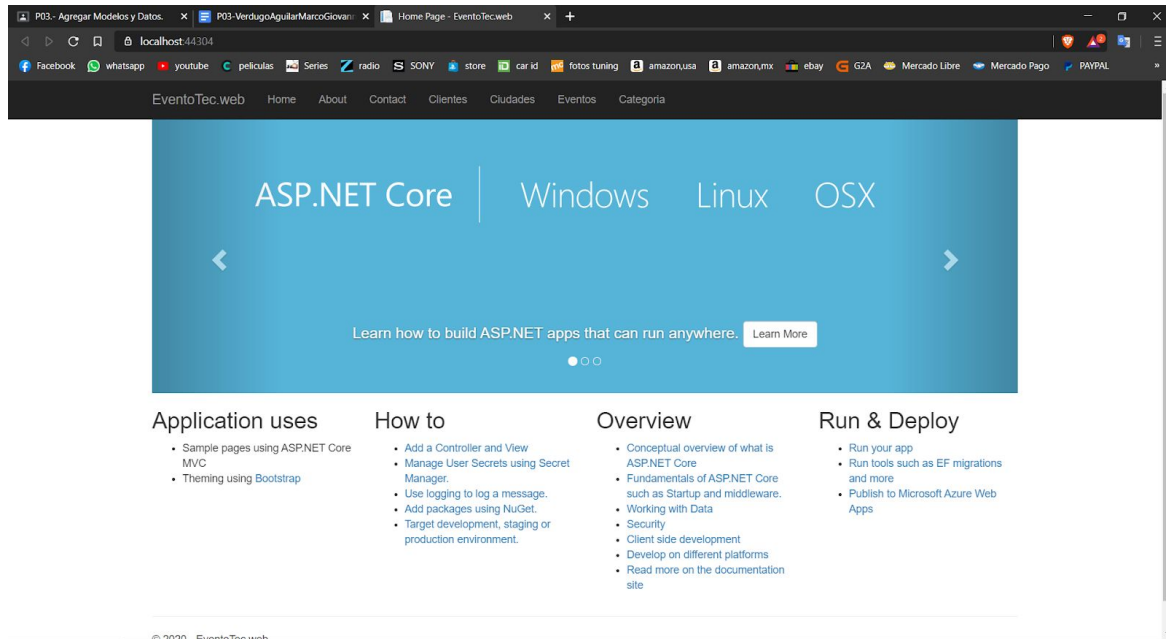 P03.- Agregar Modelos y Datos.
P03-VerdugoAguilarMarcoGiovann
Home Page - EventoTec.web
localhost:44304
Facebook whatsapp youtube peliculas Series radio SONY store car id fotos tuning amazon,usa amazon,mx ebay G2A Mercado Libre Mercado Pago PAYPAL »
EventoTec.web Home About Contact Clientes Ciudades Eventos Categoria
ASP.NET Core Windows Linux OSX
Learn how to build ASP.NET apps that can run anywhere. Learn More
Application uses
Sample pages using ASP.NET Core
MVC
Theming using Bootstrap
How to
Add a Controller and View
Manage User Secrets using Secret
Manager.
Use logging to log a message.
Add packages using NuGet.
Target development, staging or
production environment.
Overview
Conceptual overview of what is
ASP.NET Core
Fundamentals of ASP.NET Core
such as Startup and middleware.
Working with Data
Security
Client side development
Develop on different platforms
Read more on the documentation
site
Run & Deploy
Run your app
Run tools such as EF migrations
and more
Publish to Microsoft Azure Web
Apps
© 2020 - EventoTec.web